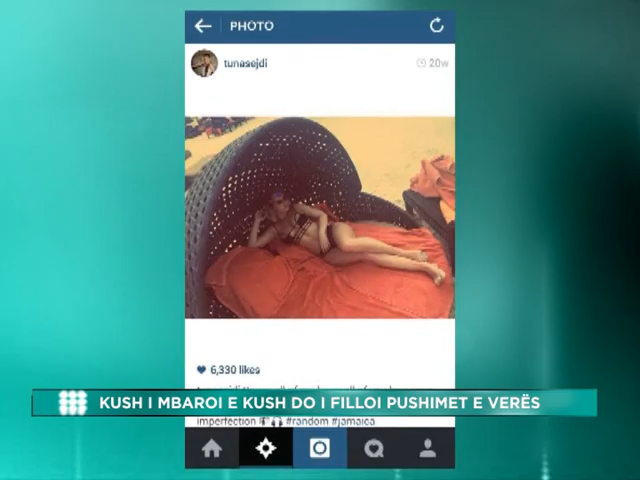 PHOTO
tunasejdi
20w
6,330 likes
KUSH I MBAROI E KUSH DO I FILLOI PUSHIMET E VERËS
imperfection #random #jamaica